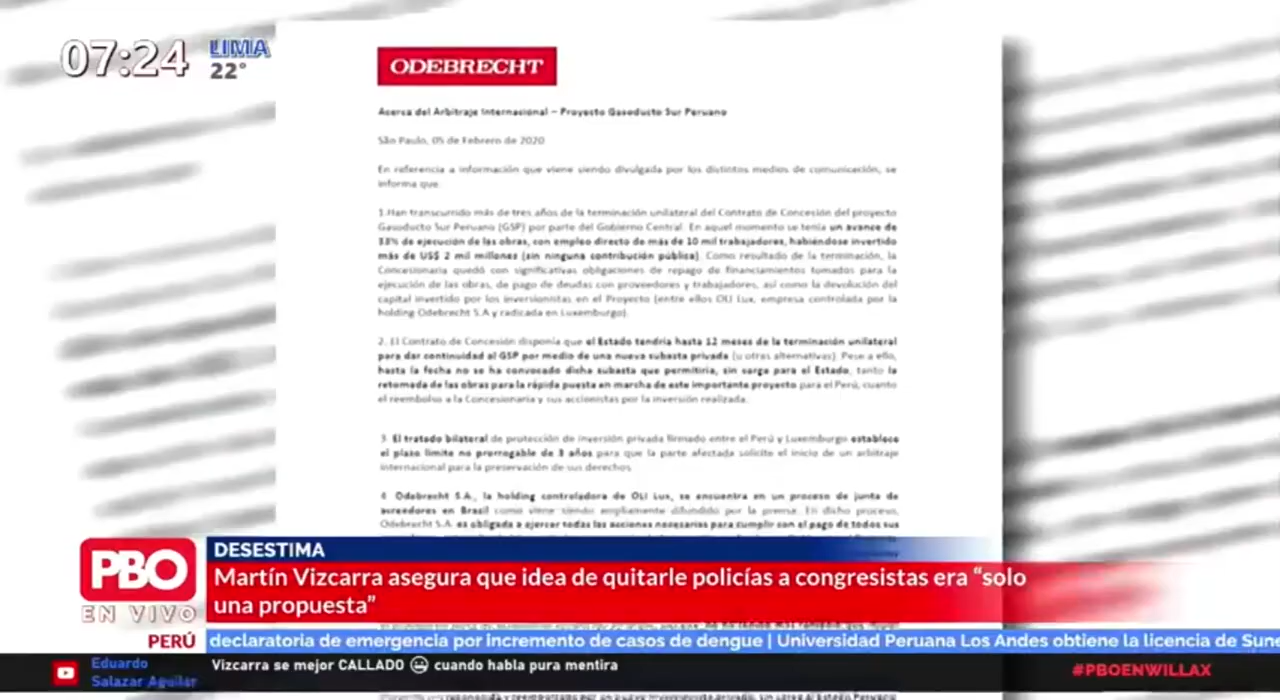 07:24
LIMA
22°
ODEBRECHT
Acerca del Arbitraje Internacional – Proyecto Gasoducto Sur Peruano
São Paulo, 05 de Febrero de 2020
En referencia a información que viene siendo divulgada por los distintos medios de comunicación, se
informa que:
1.Han transcurrido más de tres años de la terminación unilateral del Contrato de Concesión del proyecto
Gasoducto Sur Peruano (GSP) por parte del Gobierno Central. En aquel momento se tenía un avance de
38% de ejecución de las obras, con empleo directo de más de 10 mil trabajadores, habiéndose invertido
más de US$ 2 mil millones (sin ninguna contribución pública). Como resultado de la terminación, la
Concesionaria quedó con significativas obligaciones de repago de financiamientos tomados para la
ejecución de las obras, de pago de deudas con proveedores y trabajadores, así como la devolución del
capital invertido por los inversionistas en el Proyecto (entre ellos OLI Lux, empresa controlada por la
holding Odebrecht S.A y radicada en Luxemburgo).
2. El Contrato de Concesión disponía que el Estado tendría hasta 12 meses de la terminación unilateral
para dar continuidad al GSP por medio de una nueva subasta privada (u otras alternativas). Pese a ello,
hasta la fecha no se ha convocado dicha subasta que permitiría, sin carga para el Estado, tanto la
retomada de las obras para la rápida puesta en marcha de este importante proyecto para el Perú, cuanto
el reembolso a la Concesionaria y sus accionistas por la inversión realizada.
3. El tratado bilateral de protección de inversión privada firmado entre el Perú y Luxemburgo establece
el plazo límite no prorrogable de 3 años para que la parte afectada solicite el inicio de un arbitraje
internacional para la preservación de sus derechos.
4. Odebrecht S.A., la holding controladora de OLI Lux, se encuentra en un proceso de junta de
acreedores en Brasil como viene siendo ampliamente difundido por la prensa. En dicho proceso,
Odebrecht S.A. es obligada a ejercer todas las acciones necesarias para cumplir con el pago de todos sus
PBO
EN VIVO
DESESTIMA
Martín Vizcarra asegura que idea de quitarle policías a congresistas era “solo
una propuesta”
PERÚ
declaratoria de emergencia por incremento de casos de dengue | Universidad Peruana Los Andes obtiene la licencia de Sune
Eduardo
Salazar Aguilar
Vizcarra se mejor CALLADO 😀 cuando habla pura mentira
#PBOENWILLAX